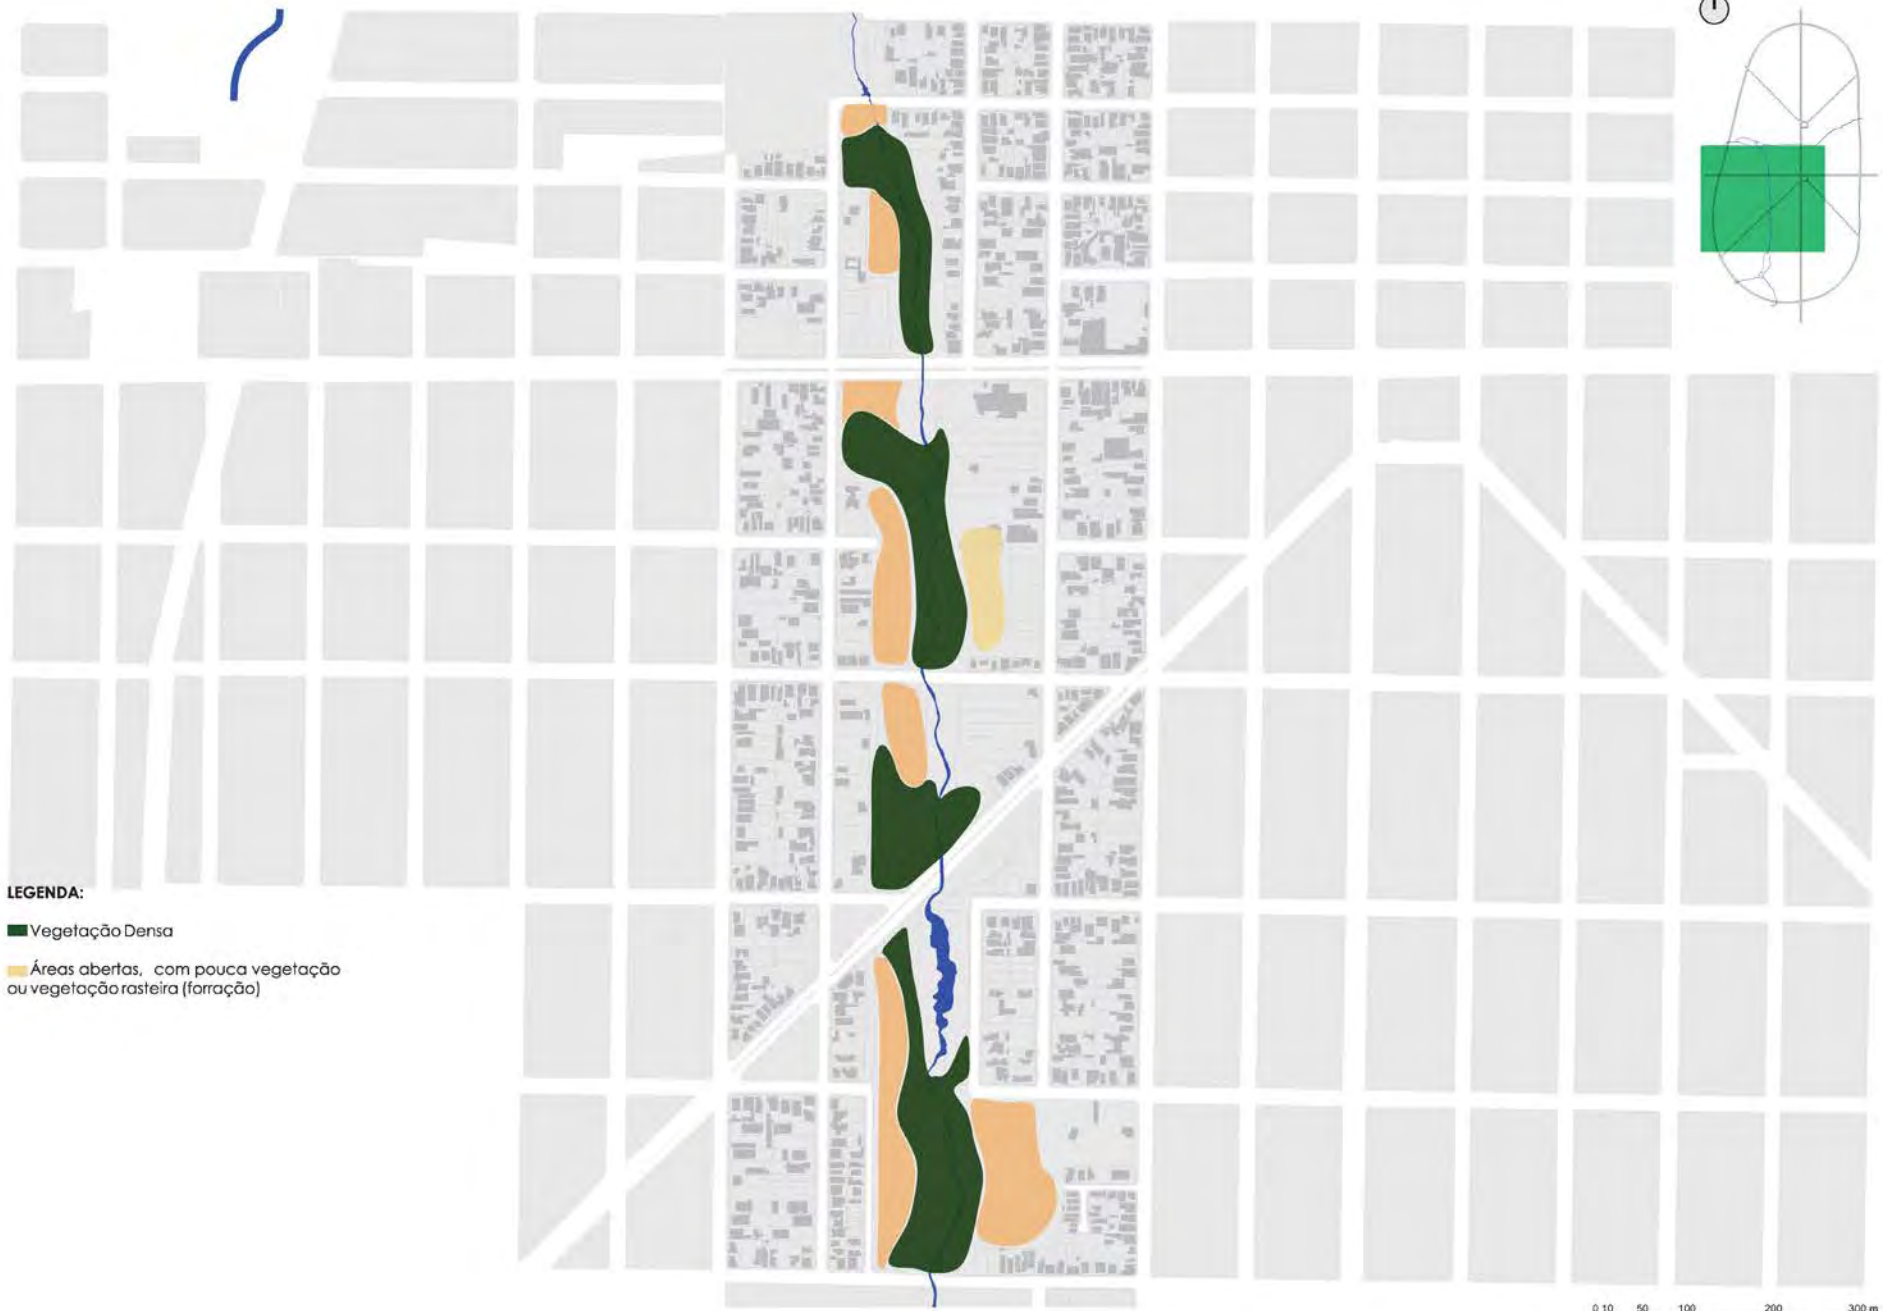 LEGENDA:
Vegetação Densa
Áreas abertas, com pouca vegetação
ou vegetação rasteira (forração)
0 10 50 100 200 300 m